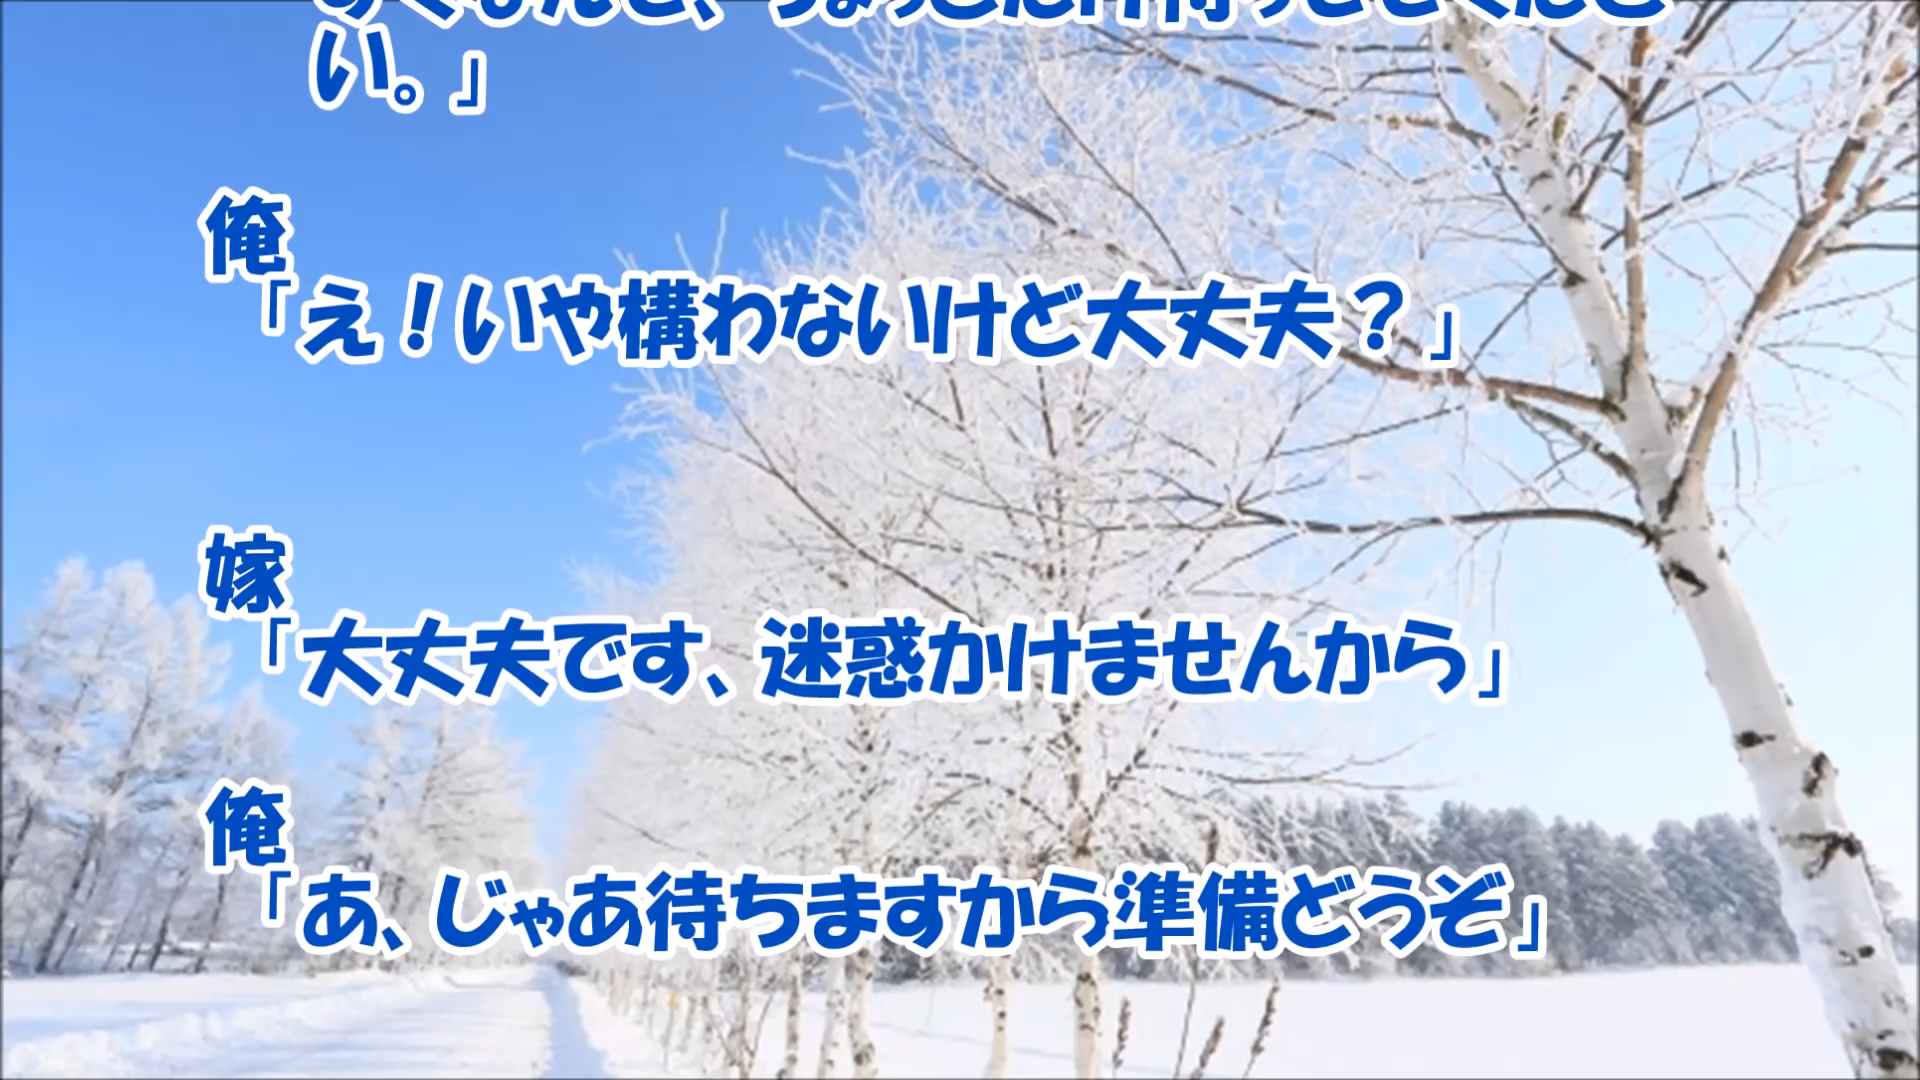 い。」
俺
「え！いや構わないけど大丈夫？」
嫁
「大丈夫です、迷惑かけませんから」
俺
「あ、じゃあ待ちますから準備どうぞ」